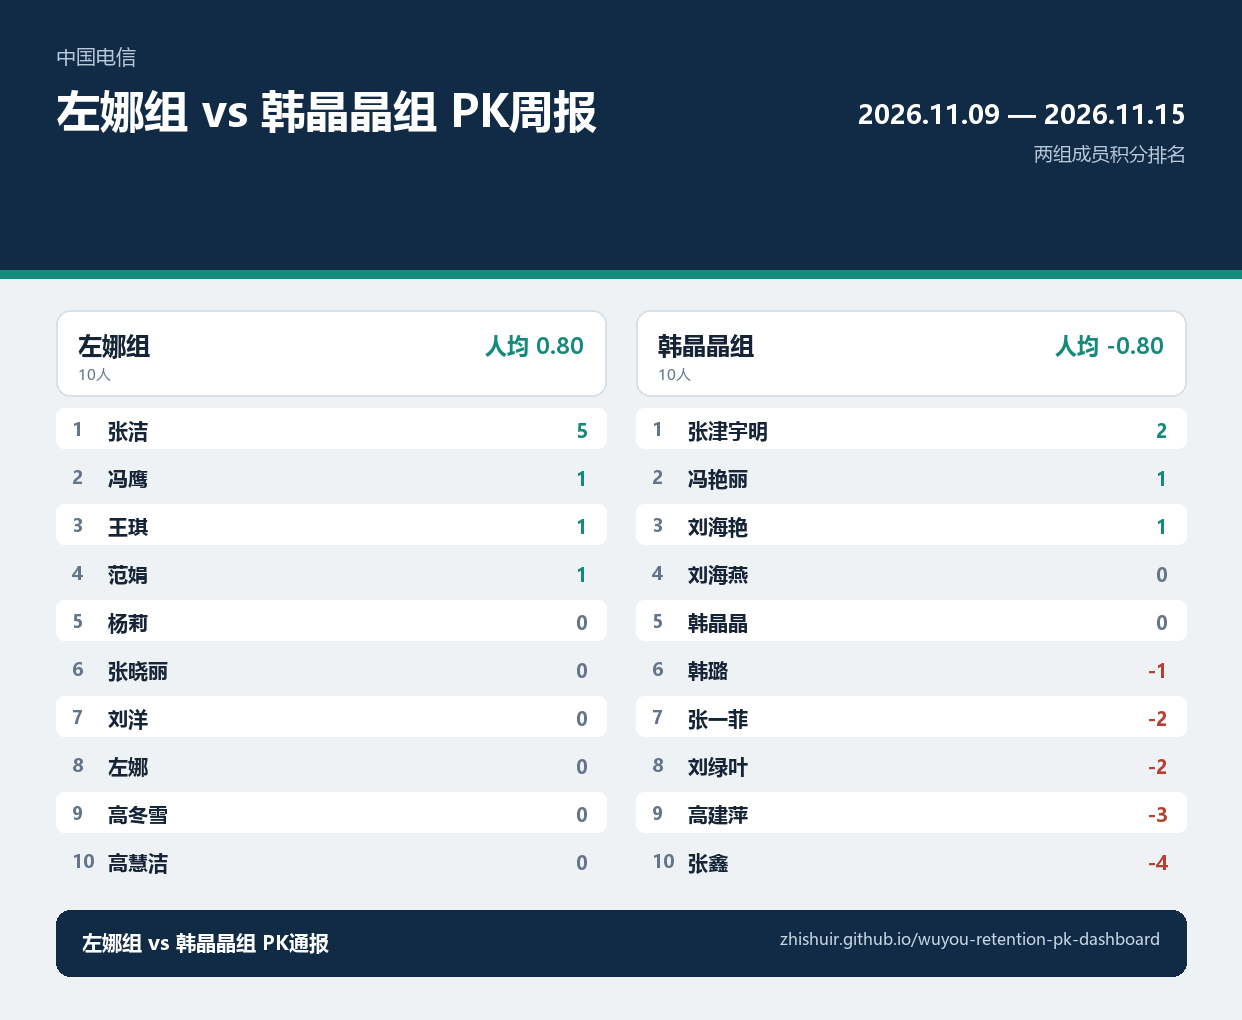 中国电信
左娜组 vs 韩晶晶组 PK周报
2026.11.09 — 2026.11.15
两组成员积分排名
左娜组 人均 0.80
10人
1 张洁 5
2 冯鹰 1
3 王琪 1
4 范娟 1
5 杨莉 0
6 张晓丽 0
7 刘洋 0
8 左娜 0
9 高冬雪 0
10 高慧洁 0
韩晶晶组 人均 -0.80
10人
1 张津宇明 2
2 冯艳丽 1
3 刘海艳 1
4 刘海燕 0
5 韩晶晶 0
6 韩璐 -1
7 张一菲 -2
8 刘绿叶 -2
9 高建萍 -3
10 张鑫 -4
左娜组 vs 韩晶晶组 PK通报
zhishuir.github.io/wuyou-retention-pk-dashboard